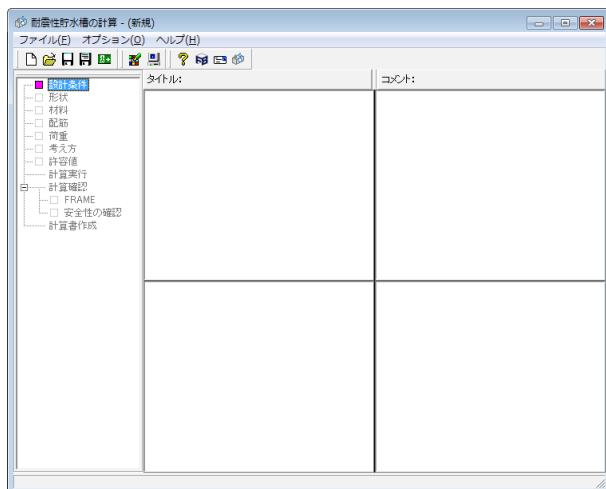 耐震性貯水槽の計算 - (新規)
ファイル(F) オプション(O) ヘルプ(H)
タイトル:
コメント:
設計条件
形状
材料
配筋
荷重
考え方
許容値
計算実行
計算確認
FRAME
安全性の確認
計算書作成